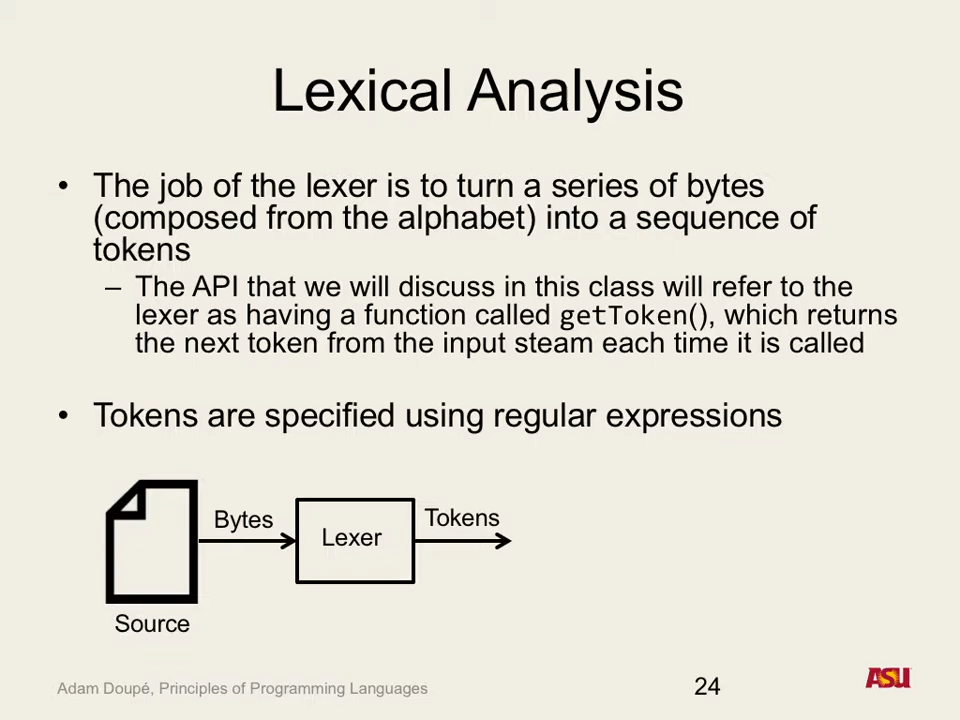 Lexical Analysis
• The job of the lexer is to turn a series of bytes
(composed from the alphabet) into a sequence of
tokens
– The API that we will discuss in this class will refer to the
lexer as having a function called getToken(), which returns
the next token from the input steam each time it is called
• Tokens are specified using regular expressions
Bytes
Lexer
Tokens
Source
Adam Doupé, Principles of Programming Languages
24
ASU